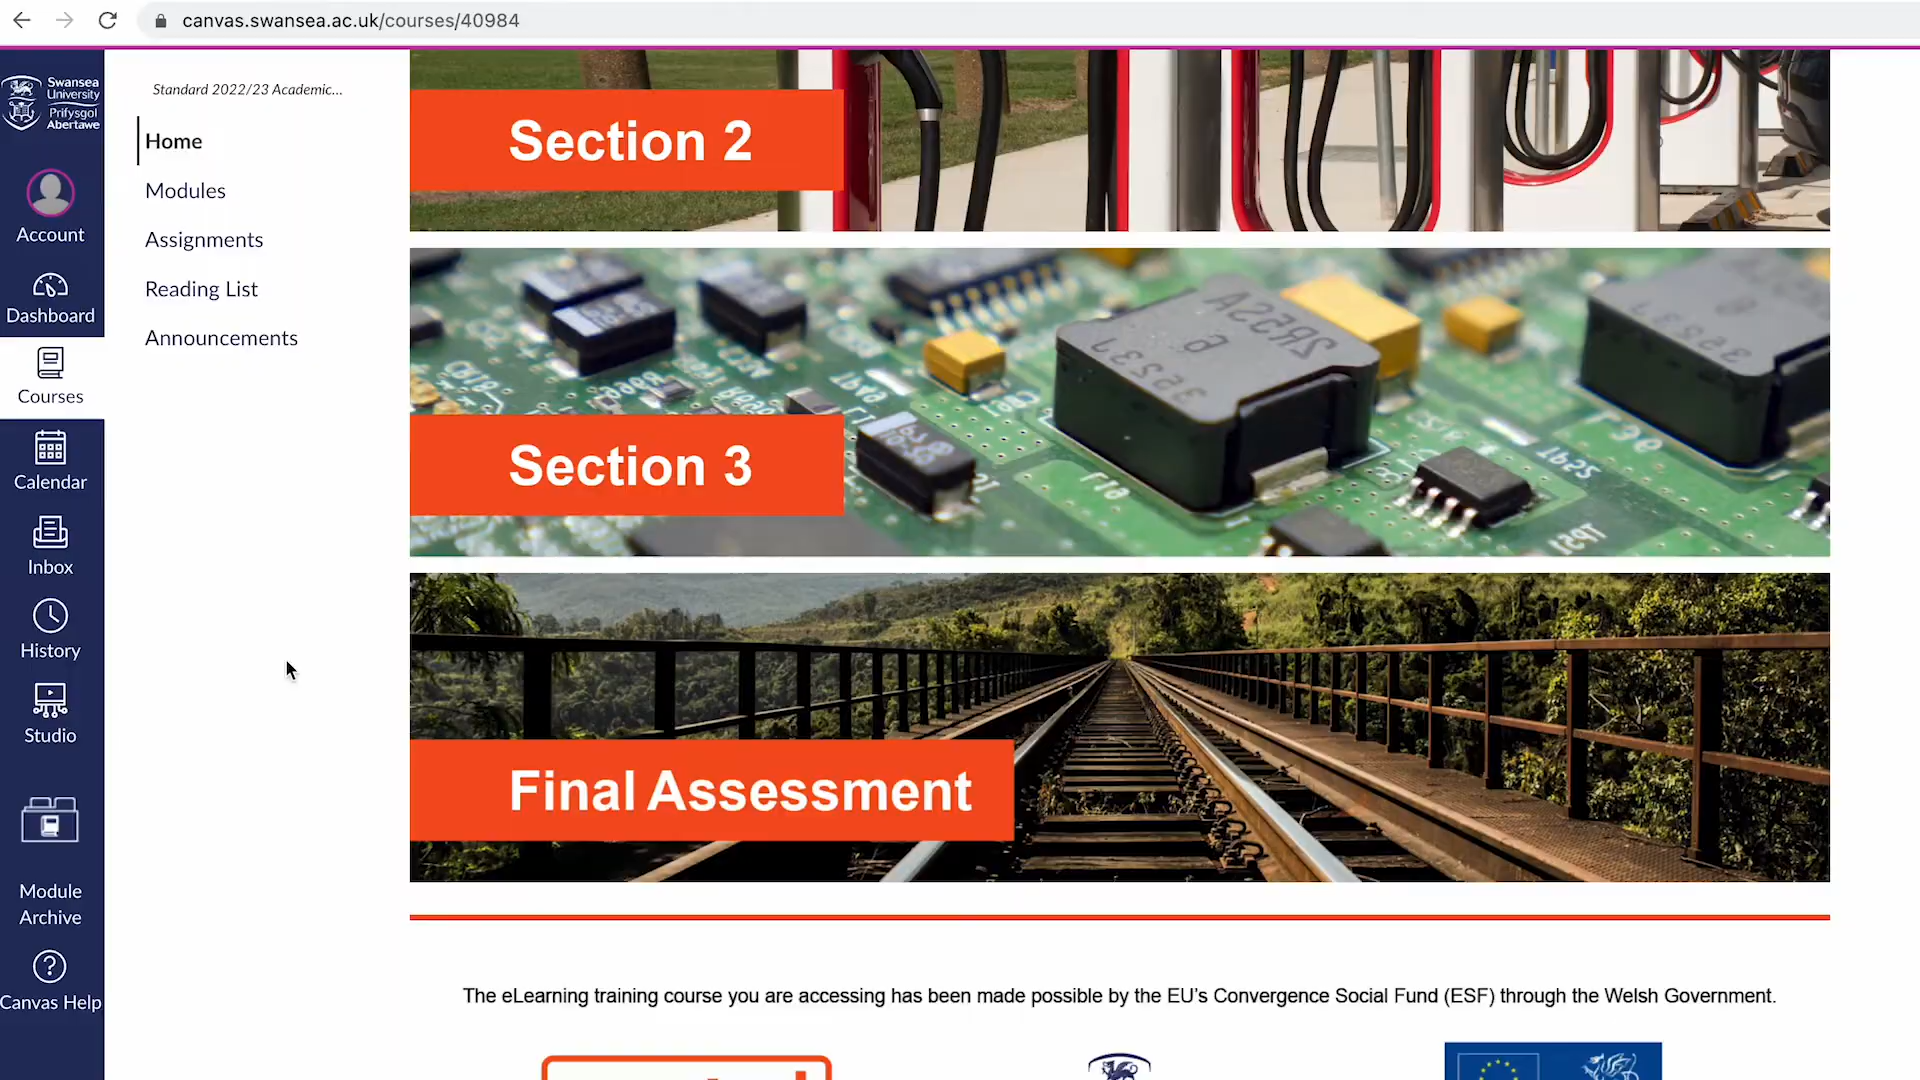 canvas.swansea.ac.uk/courses/40984
Swansea
University
Prifysgol
Abertawe
Account
Dashboard
Courses
Calendar
Inbox
History
Studio
Module
Archive
Canvas Help
Standard 2022/23 Academic...
Home
Modules
Assignments
Reading List
Announcements
Section 2
Section 3
Final Assessment
The eLearning training course you are accessing has been made possible by the EU's Convergence Social Fund (ESF) through the Welsh Government.